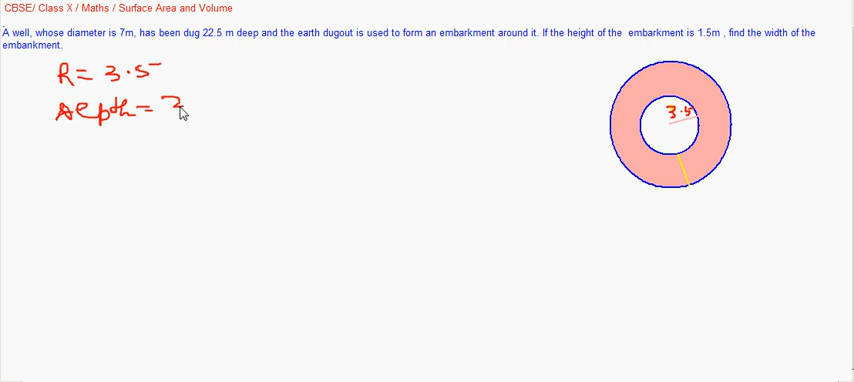 CBSE/ Class X / Maths / Surface Area and Volume
A well, whose diameter is 7m, has been dug 22.5 m deep and the earth dugout is used to form an embarkment around it. If the height of the embarkment is 1.5m , find the width of the
embankment.
R = 3.5
Depth = 2
3.5